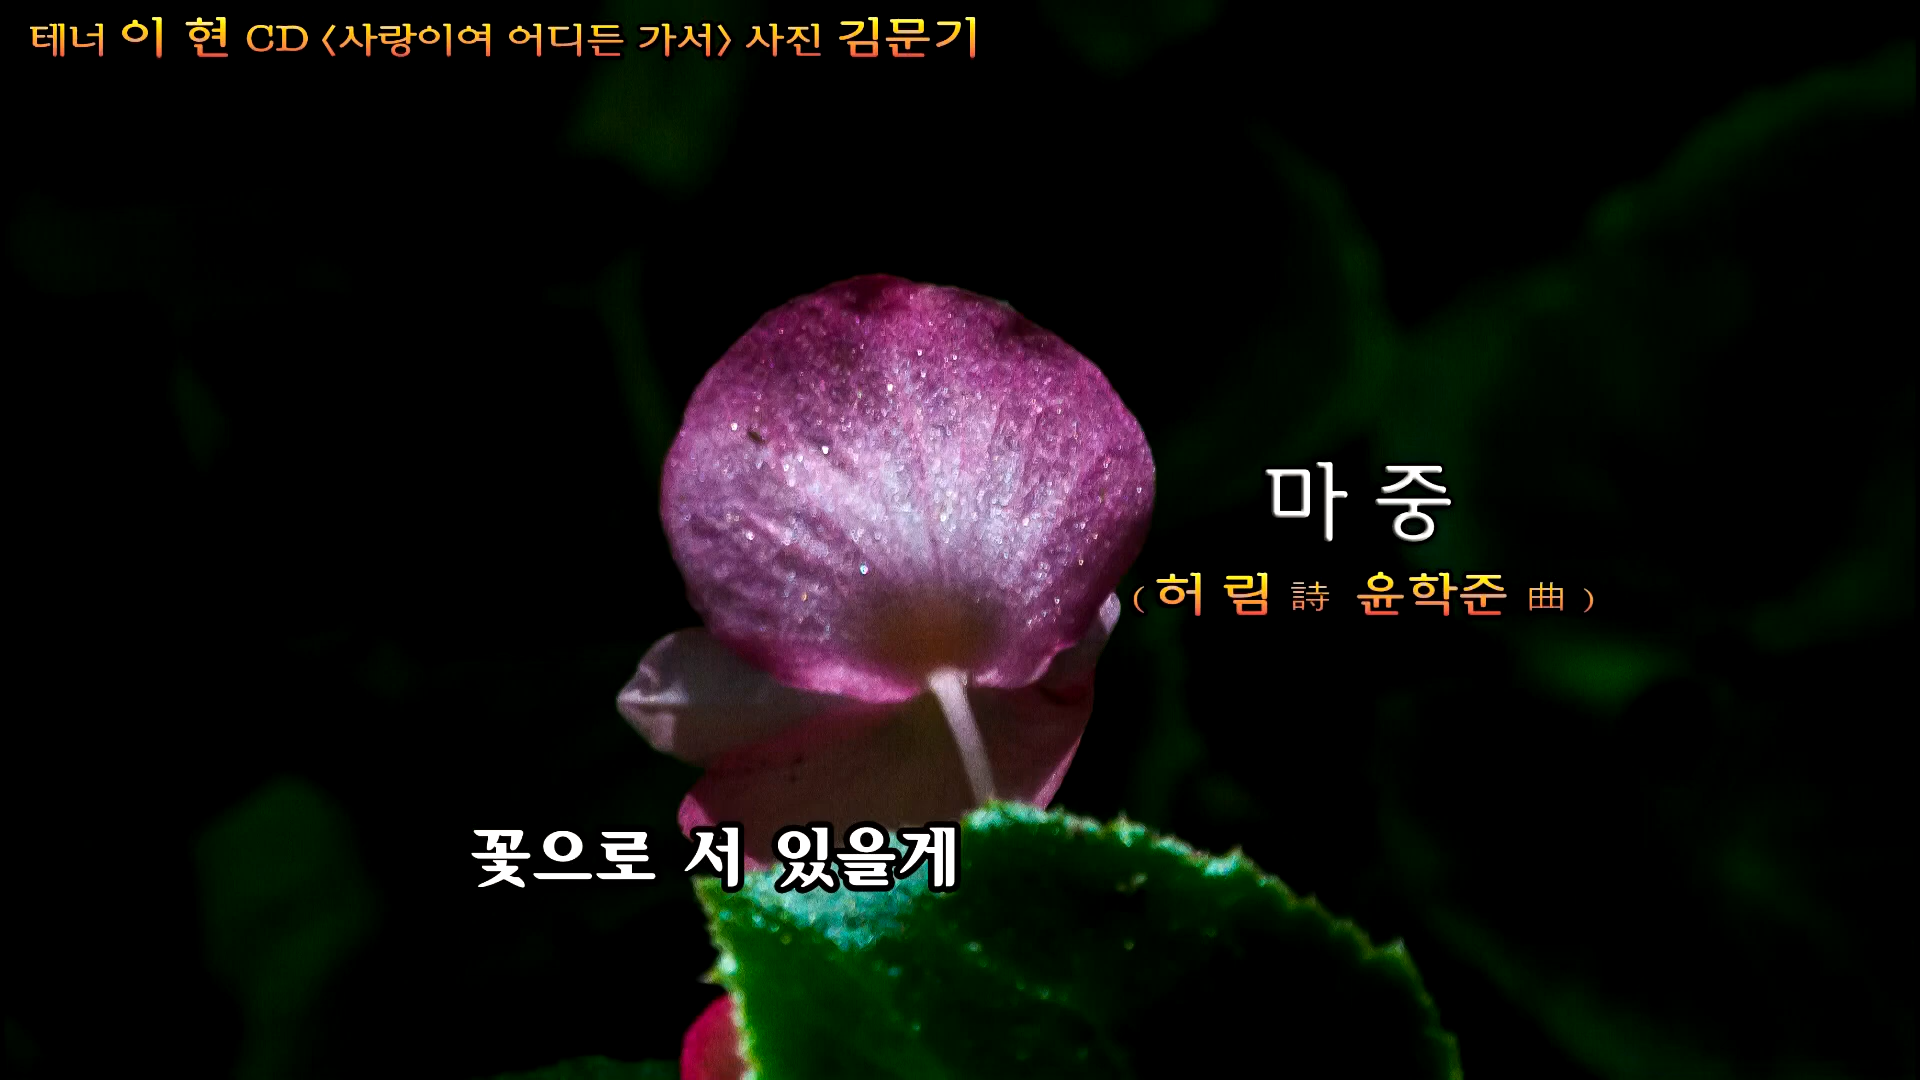 테너 이 현 CD <사랑이여 어디든 가서> 사진 김문기
마 중
( 허 림 詩 윤학준 曲 )
꽃으로 서 있을게